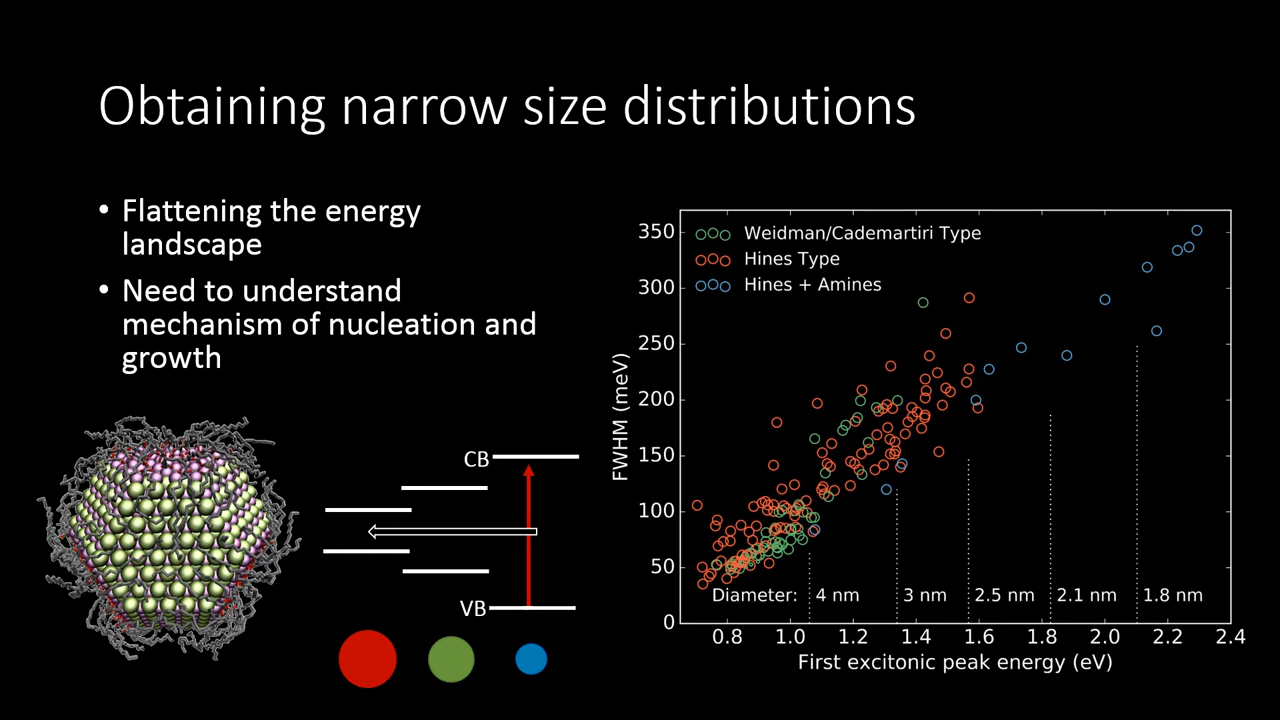 Obtaining narrow size distributions
• Flattening the energy
landscape
• Need to understand
mechanism of nucleation and
growth
CB
VB
FWHM (meV)
350
300
250
200
150
100
50
0
Weidman/Cademartiri Type
Hines Type
Hines + Amines
Diameter: 4 nm 3 nm 2.5 nm 2.1 nm 1.8 nm
0.8 1.0 1.2 1.4 1.6 1.8 2.0 2.2 2.4
First excitonic peak energy (eV)